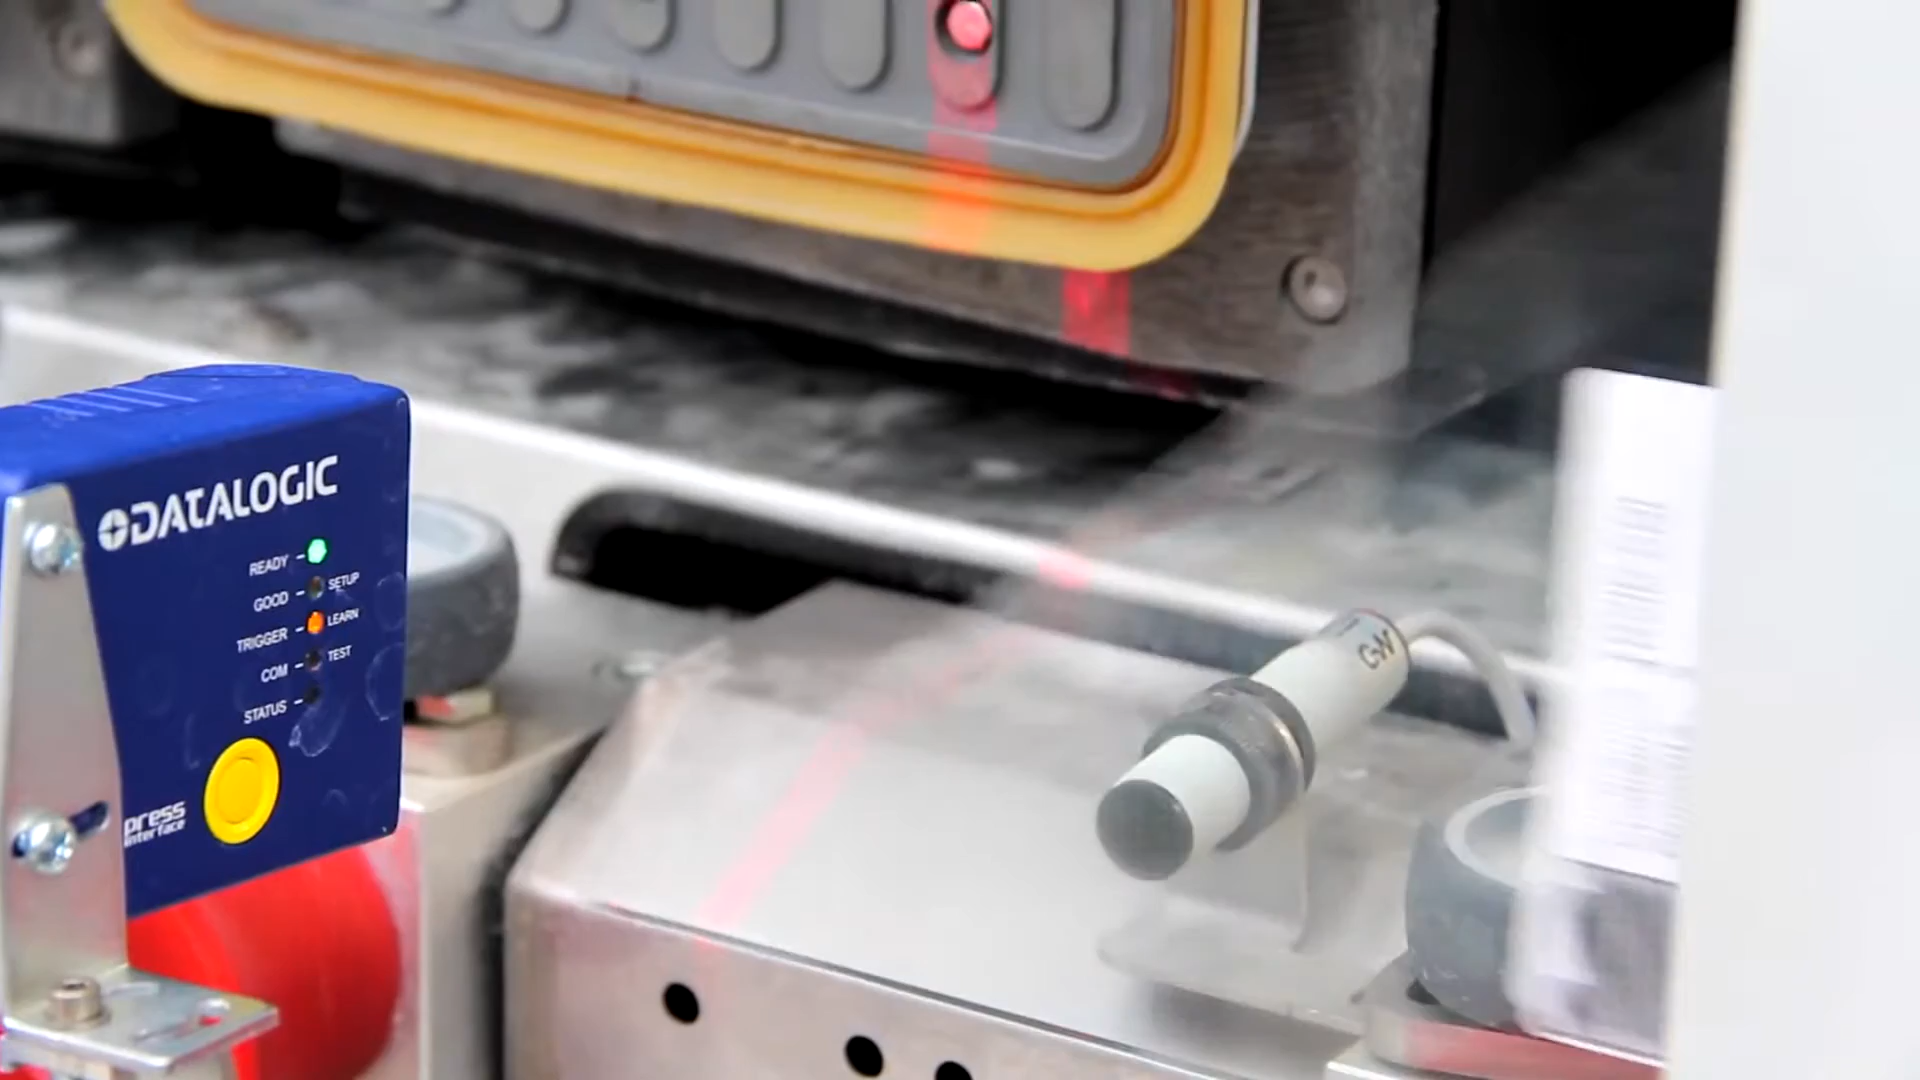 DATALOGIC
READY
SETUP
GOOD
LEARN
TRIGGER
TEST
COM
STATUS
press
interface